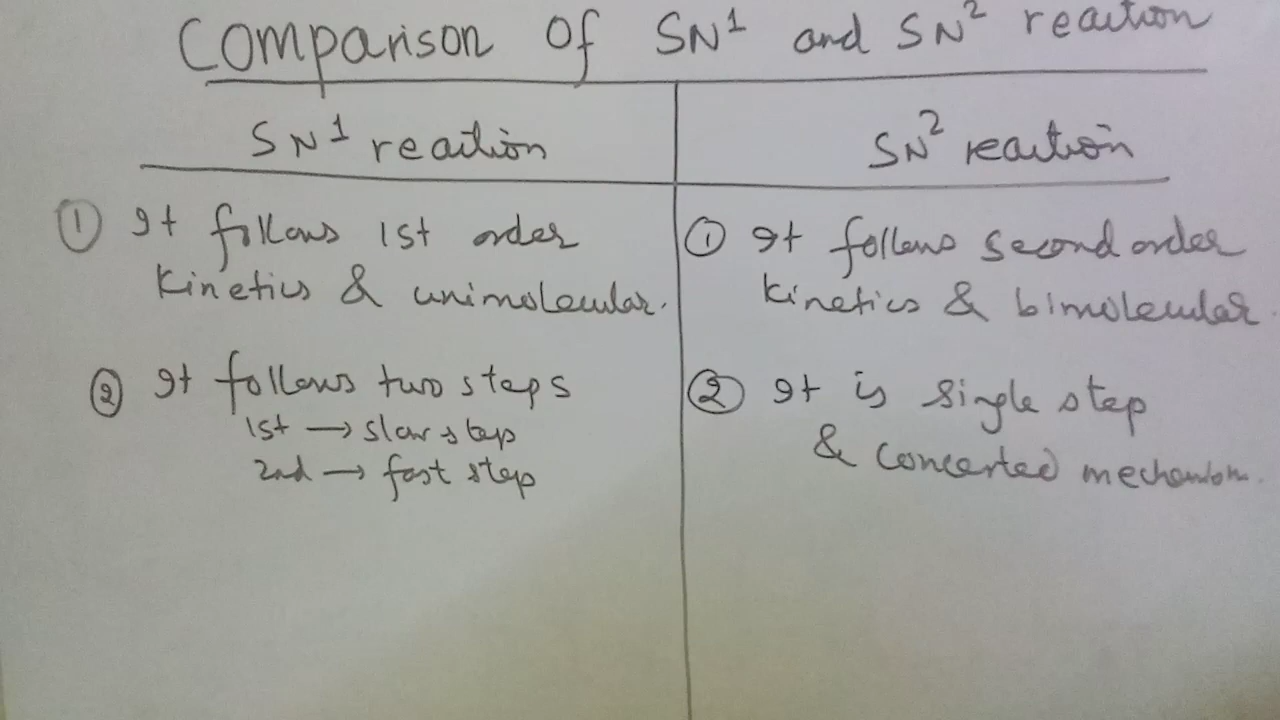 Comparison Of SN1 and SN2 reaction
SN1 reaction
① It follows 1st order
Kinetics & unimolecular.
② It follows two steps
1st → slow step
2nd → fast step
SN2 reaction
① It follows second order
Kinetics & bimolecular.
② It is single step
& concerted mechanism.